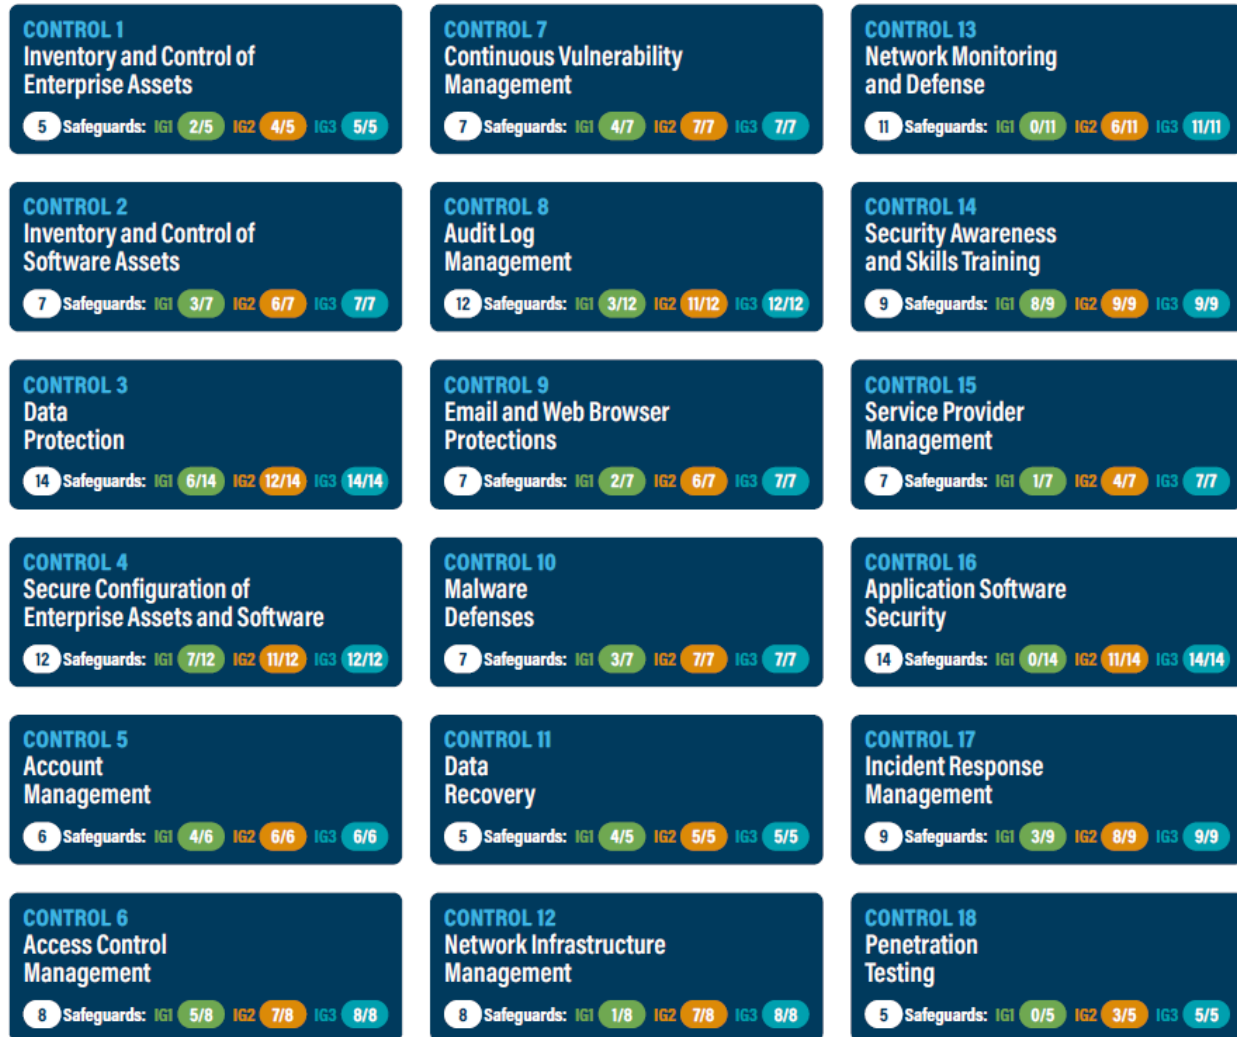 CONTROL 1
Inventory and Control of
Enterprise Assets
5 Safeguards: IG1 2/5 IG2 4/5 IG3 5/5
CONTROL 2
Inventory and Control of
Software Assets
7 Safeguards: IG1 3/7 IG2 6/7 IG3 7/7
CONTROL 3
Data
Protection
14 Safeguards: IG1 6/14 IG2 12/14 IG3 14/14
CONTROL 4
Secure Configuration of
Enterprise Assets and Software
12 Safeguards: IG1 7/12 IG2 11/12 IG3 12/12
CONTROL 5
Account
Management
6 Safeguards: IG1 4/6 IG2 6/6 IG3 6/6
CONTROL 6
Access Control
Management
8 Safeguards: IG1 5/8 IG2 7/8 IG3 8/8
CONTROL 7
Continuous Vulnerability
Management
7 Safeguards: IG1 4/7 IG2 7/7 IG3 7/7
CONTROL 8
Audit Log
Management
12 Safeguards: IG1 3/12 IG2 11/12 IG3 12/12
CONTROL 9
Email and Web Browser
Protections
7 Safeguards: IG1 2/7 IG2 6/7 IG3 7/7
CONTROL 10
Malware
Defenses
7 Safeguards: IG1 3/7 IG2 7/7 IG3 7/7
CONTROL 11
Data
Recovery
5 Safeguards: IG1 4/5 IG2 5/5 IG3 5/5
CONTROL 12
Network Infrastructure
Management
8 Safeguards: IG1 1/8 IG2 7/8 IG3 8/8
CONTROL 13
Network Monitoring
and Defense
11 Safeguards: IG1 0/11 IG2 6/11 IG3 11/11
CONTROL 14
Security Awareness
and Skills Training
9 Safeguards: IG1 8/9 IG2 9/9 IG3 9/9
CONTROL 15
Service Provider
Management
7 Safeguards: IG1 1/7 IG2 4/7 IG3 7/7
CONTROL 16
Application Software
Security
14 Safeguards: IG1 0/14 IG2 11/14 IG3 14/14
CONTROL 17
Incident Response
Management
9 Safeguards: IG1 3/9 IG2 8/9 IG3 9/9
CONTROL 18
Penetration
Testing
5 Safeguards: IG1 0/5 IG2 3/5 IG3 5/5